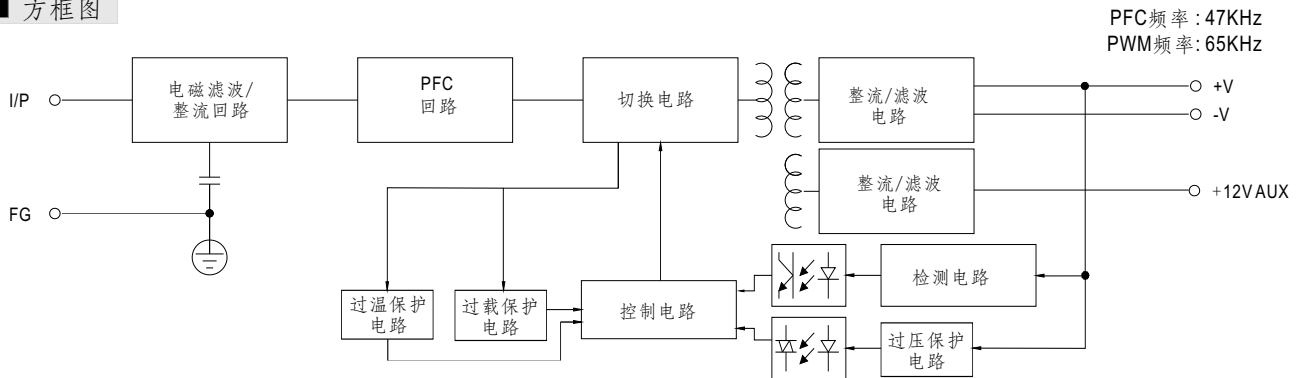 方框图
PFC频率 : 47KHz
PWM频率: 65KHz
I/P
电磁滤波/
整流回路
PFC
回路
切换电路
整流/滤波
电路
+V
-V
整流/滤波
电路
+12V AUX
FG
过温保护
电路
过载保护
电路
控制电路
检测电路
过压保护
电路